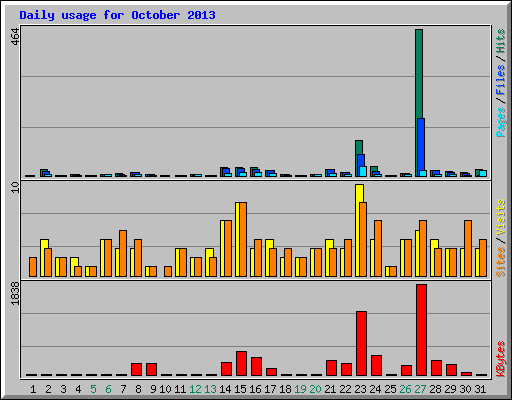 Daily usage for October 2013
464
Pages / Files / Hits
10
Sites / Visits
1838
KBytes
1 2 3 4 5 6 7 8 9 10 11 12 13 14 15 16 17 18 19 20 21 22 23 24 25 26 27 28 29 30 31